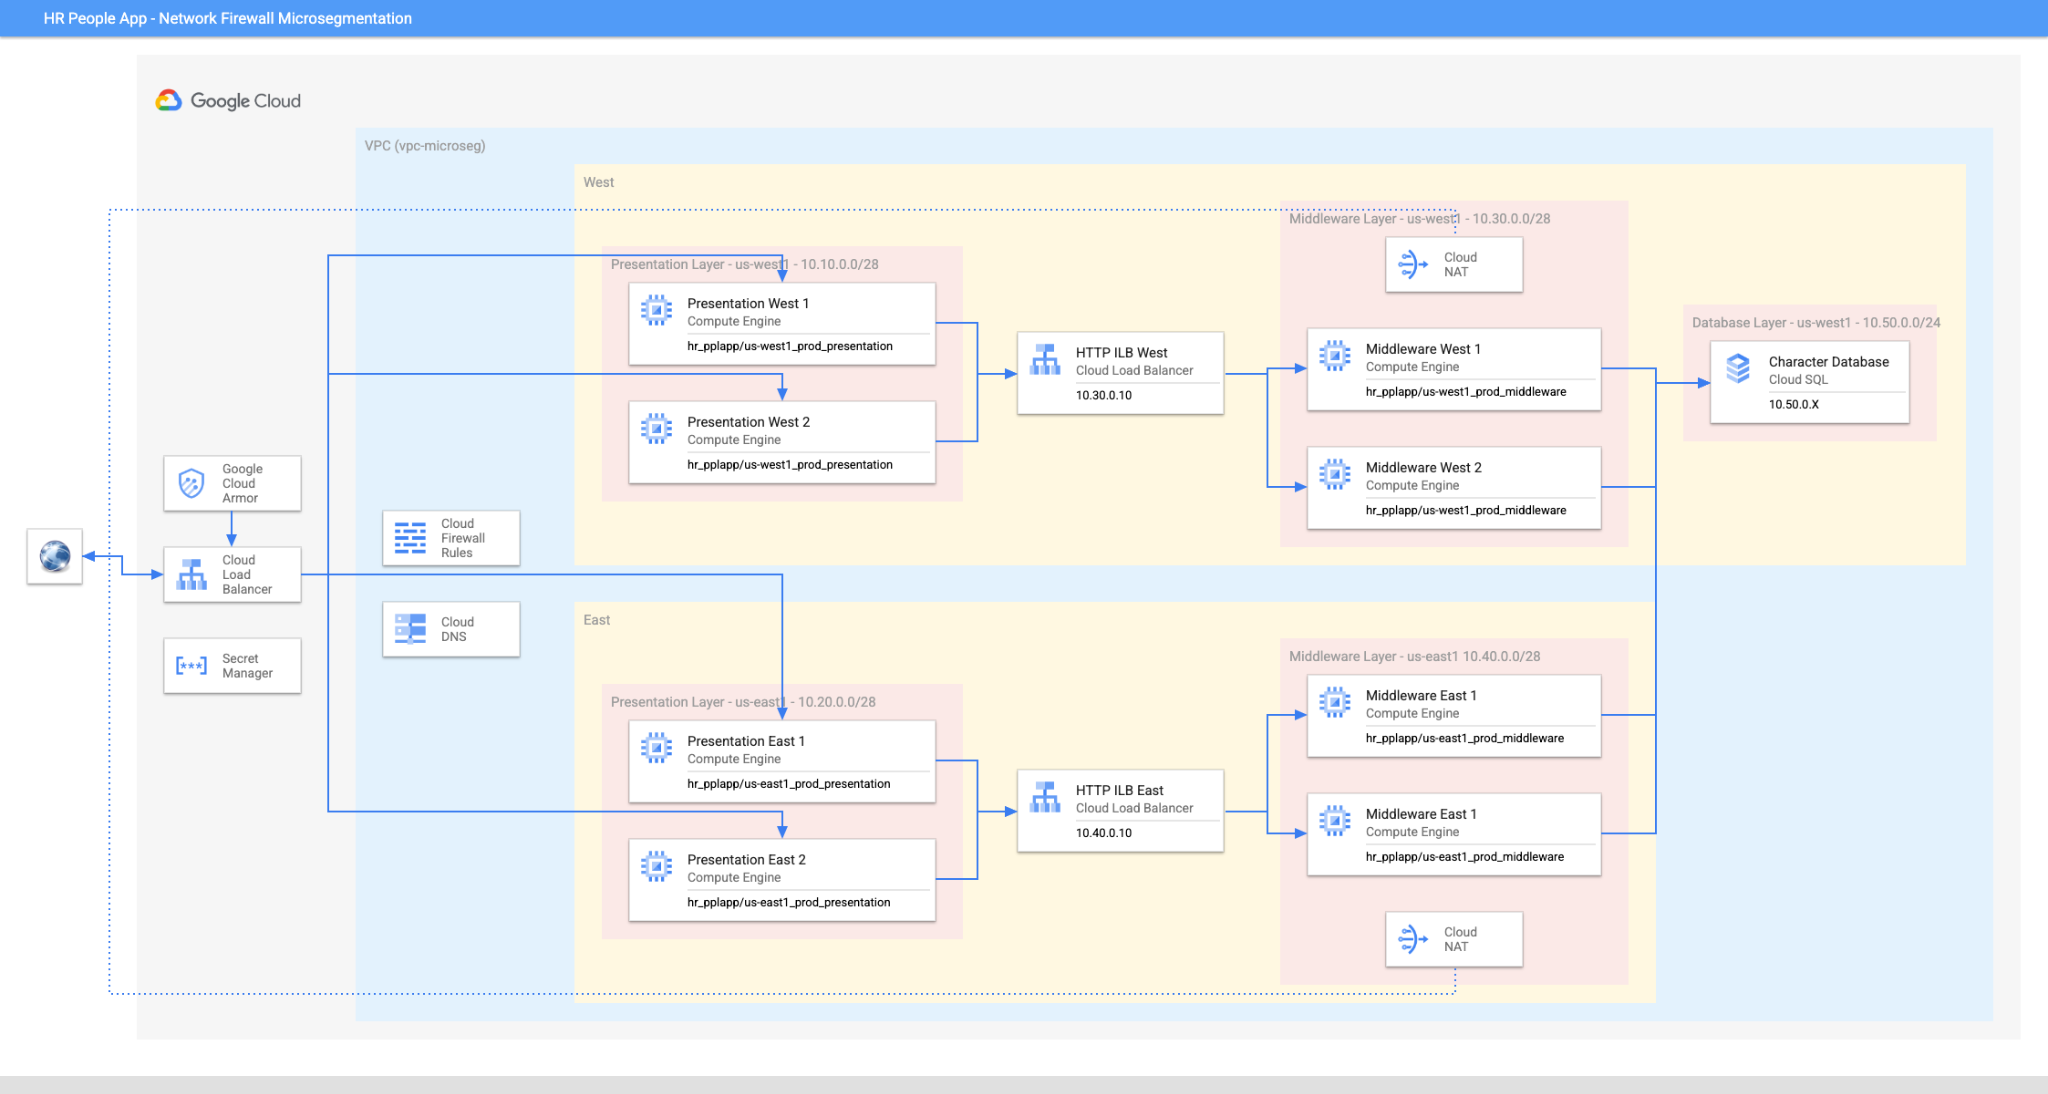 HR People App - Network Firewall Microsegmentation
Google Cloud
VPC (vpc-microseg)
West
Middleware Layer - us-west1 - 10.30.0.0/28
Cloud
NAT
Presentation Layer - us-west1 - 10.10.0.0/28
Presentation West 1
Compute Engine
hr_pplapp/us-west1_prod_presentation
Presentation West 2
Compute Engine
hr_pplapp/us-west1_prod_presentation
HTTP ILB West
Cloud Load Balancer
10.30.0.10
Middleware West 1
Compute Engine
hr_pplapp/us-west1_prod_middleware
Middleware West 2
Compute Engine
hr_pplapp/us-west1_prod_middleware
Database Layer - us-west1 - 10.50.0.0/24
Character Database
Cloud SQL
10.50.0.X
Google
Cloud
Armor
Cloud
Load
Balancer
Secret
Manager
Cloud
Firewall
Rules
Cloud
DNS
East
Presentation Layer - us-east1 - 10.20.0.0/28
Presentation East 1
Compute Engine
hr_pplapp/us-east1_prod_presentation
Presentation East 2
Compute Engine
hr_pplapp/us-east1_prod_presentation
HTTP ILB East
Cloud Load Balancer
10.40.0.10
Middleware Layer - us-east1 10.40.0.0/28
Middleware East 1
Compute Engine
hr_pplapp/us-east1_prod_middleware
Middleware East 1
Compute Engine
hr_pplapp/us-east1_prod_middleware
Cloud
NAT